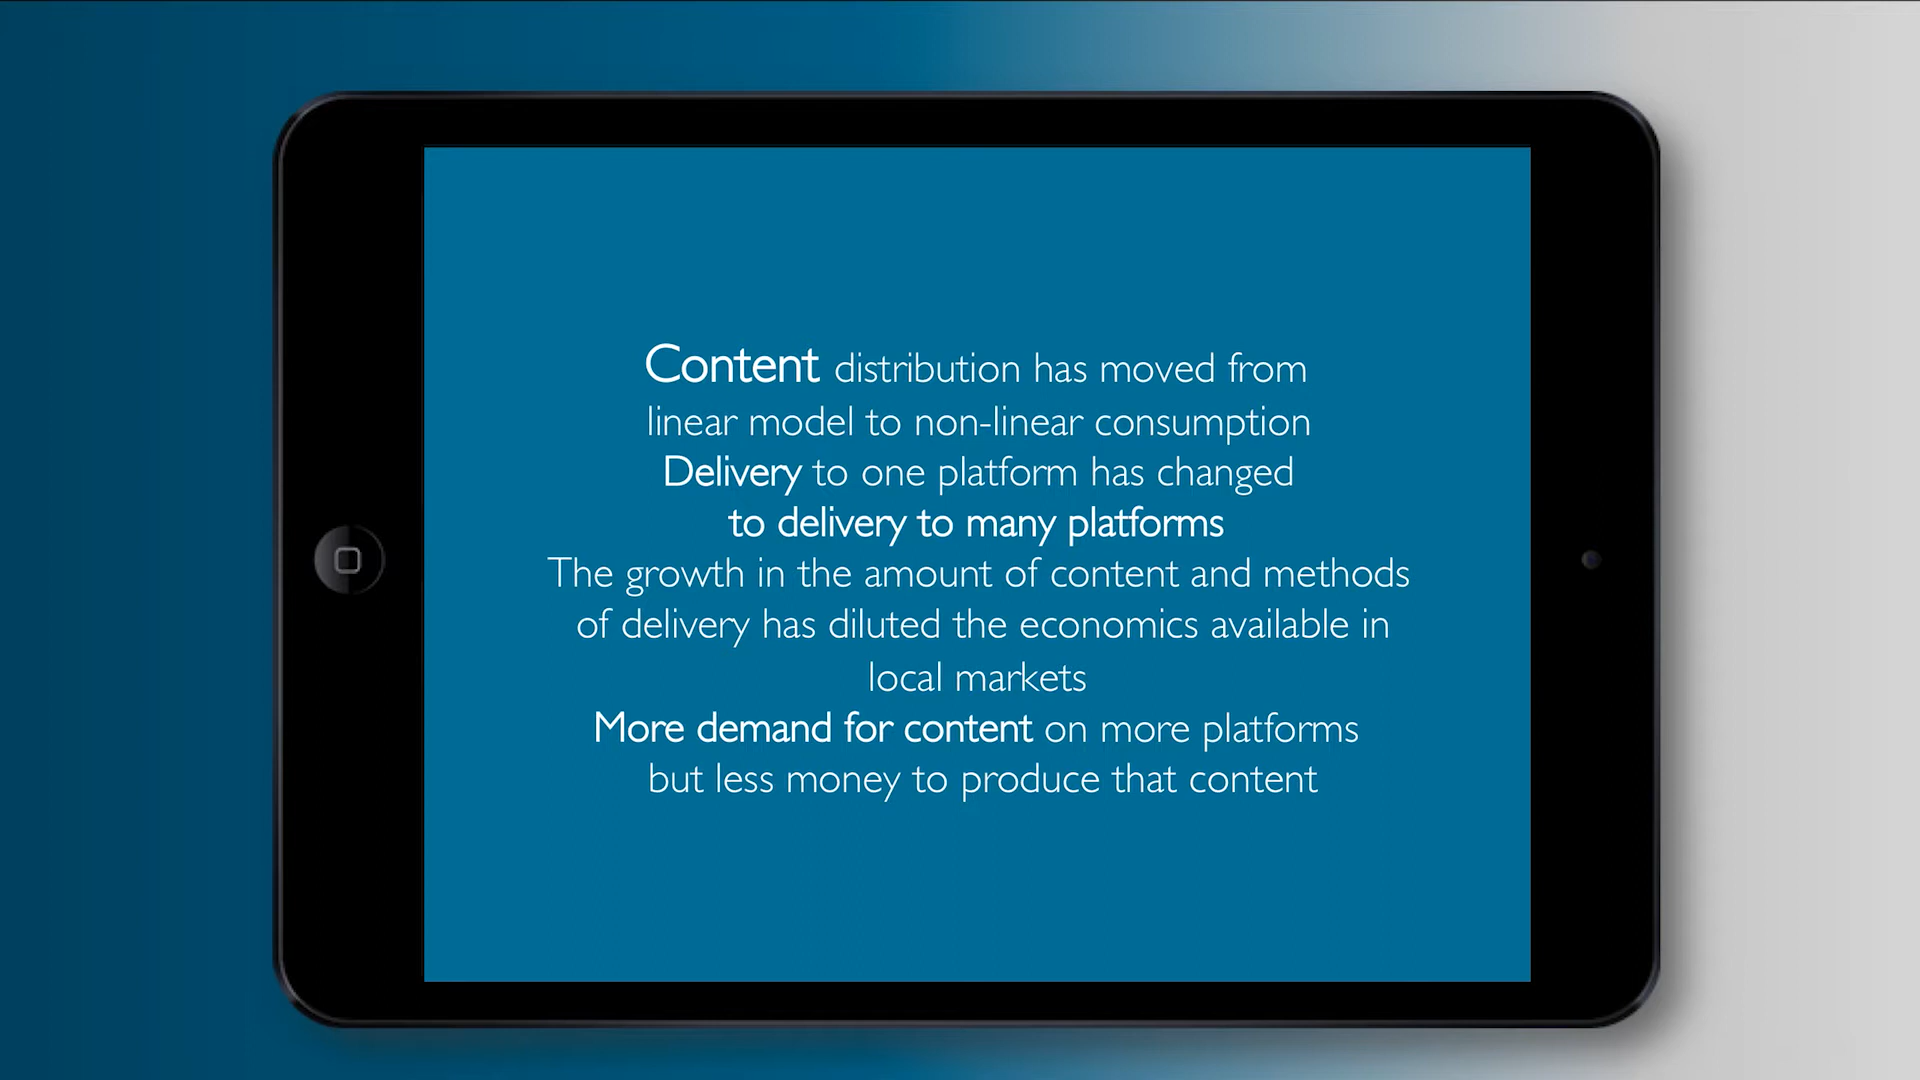 Content distribution has moved from
linear model to non-linear consumption
Delivery to one platform has changed
to delivery to many platforms
The growth in the amount of content and methods
of delivery has diluted the economics available in
local markets
More demand for content on more platforms
but less money to produce that content